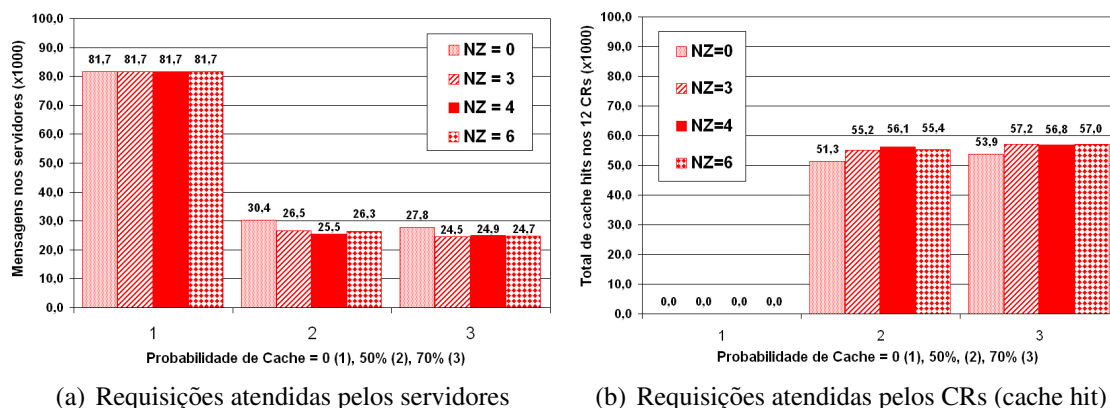 100,0
90,0
80,0
70,0
60,0
50,0
40,0
30,0
20,0
10,0
0,0
Mensagens nos servidores (x1000)
81,7 81,7 81,7 81,7
30,4 26,5 25,5 26,3
27,8 24,5 24,9 24,7
NZ = 0
NZ = 3
NZ = 4
NZ = 6
1 2 3
Probabilidade de Cache = 0 (1), 50% (2), 70% (3)
(a) Requisições atendidas pelos servidores
100,0
90,0
80,0
70,0
60,0
50,0
40,0
30,0
20,0
10,0
0,0
Total de cache hits nos 12 CRs (x1000)
NZ=0
NZ=3
NZ=4
NZ=6
0,0 0,0 0,0 0,0
51,3 55,2 56,1 55,4
53,9 57,2 56,8 57,0
1 2 3
Probabilidade de Cache = 0 (1), 50%, (2), 70% (3)
(b) Requisições atendidas pelos CRs (cache hit)